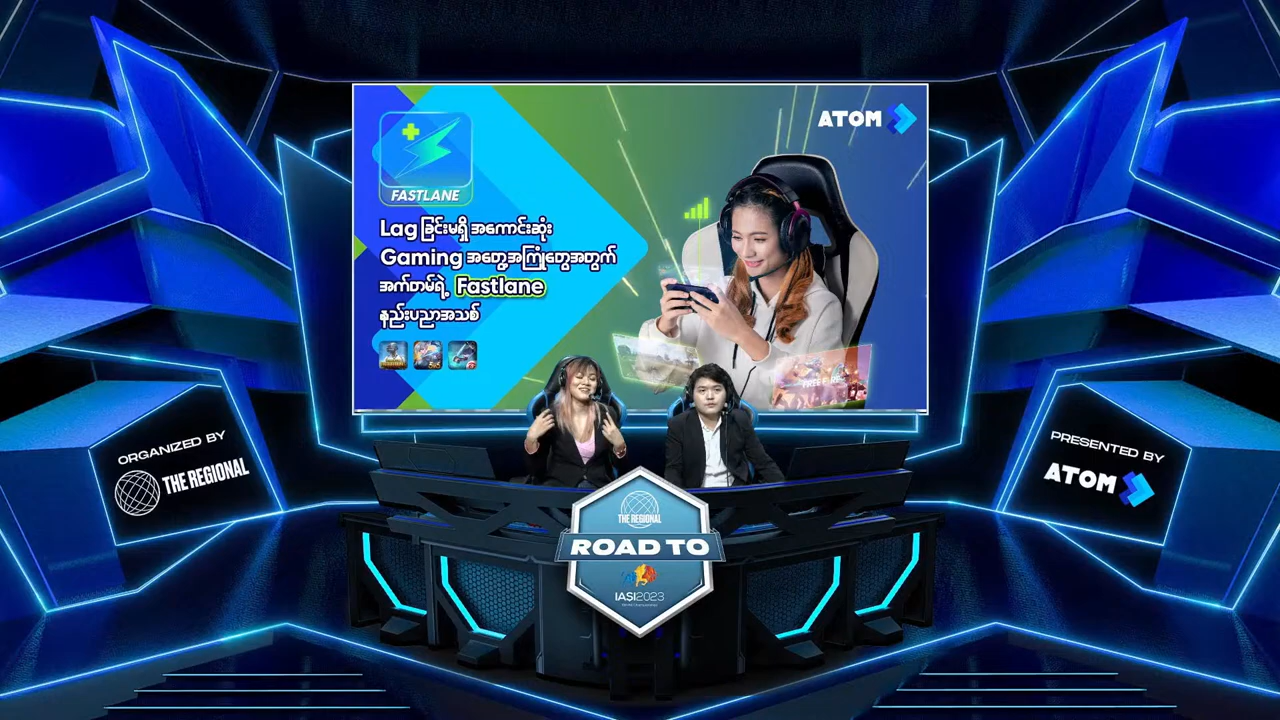 ATOM
FASTLANE
Lag ခြင်းမရှိ အကောင်းဆုံး
Gaming အတွေ့အကြုံတွေအတွက်
အက်တမ်ရဲ့ Fastlane
နည်းပညာအသစ်
FREE FIRE
ORGANIZED BY
THE REGIONAL
PRESENTED BY
ATOM
THE REGIONAL
ROAD TO
IASI2023